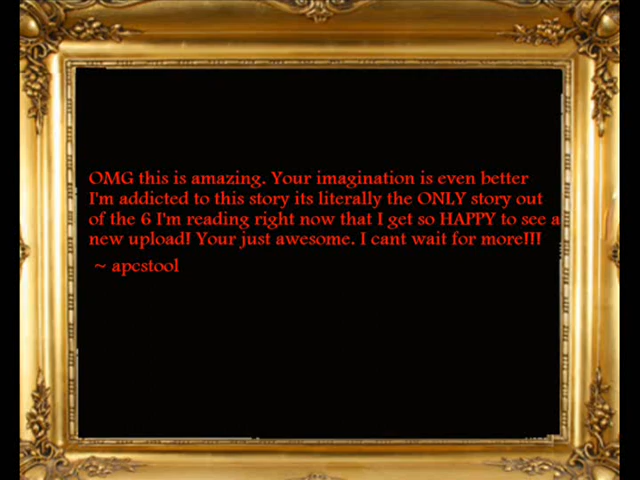 OMG this is amazing. Your imagination is even better
I'm addicted to this story its literally the ONLY story out
of the 6 I'm reading right now that I get so HAPPY to see a
new upload! Your just awesome. I cant wait for more!!!
~ apcstool